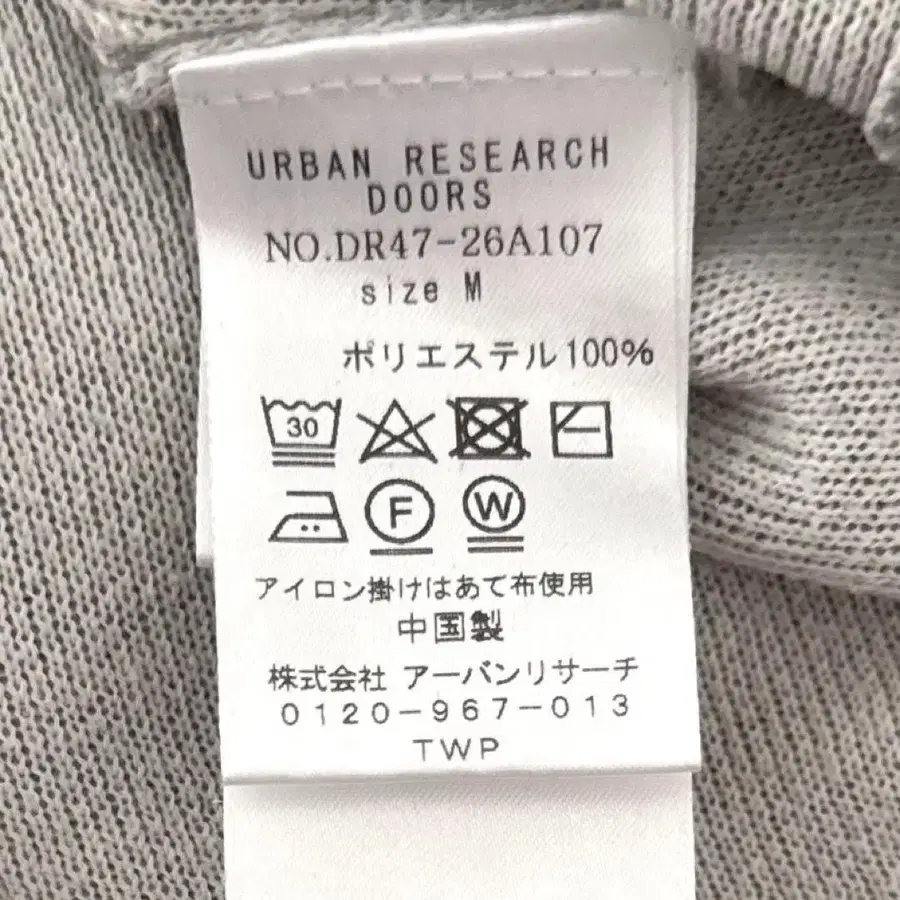 URBAN RESEARCH
DOORS
NO.DR47-26A107
size M
ポリエステル100%
30
F W
アイロン掛けはあて布使用
中国製
株式会社 アーバンリサーチ
0120-967-013
TWP